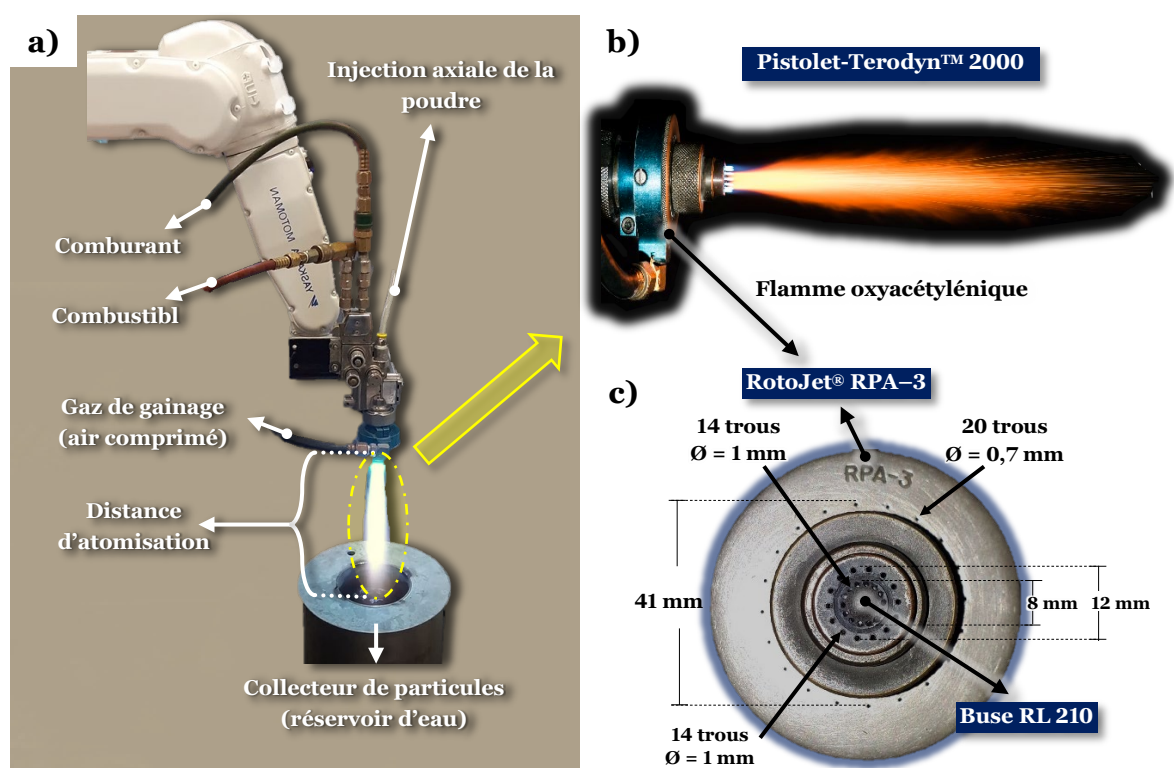 a)
Injection axiale de la
poudre
Comburant
Combustibl
MOTOMAN
YASKAWA
Gaz de gainage
(air comprimé)
Distance
d’atomisation
Collecteur de particules
(réservoir d’eau)
b)
Pistolet-Terodyn™ 2000
Flamme oxyacétylénique
c)
RotoJet® RPA–3
14 trous
Ø = 1 mm
20 trous
Ø = 0,7 mm
RPA-3
41 mm
8 mm
12 mm
14 trous
Ø = 1 mm
Buse RL 210